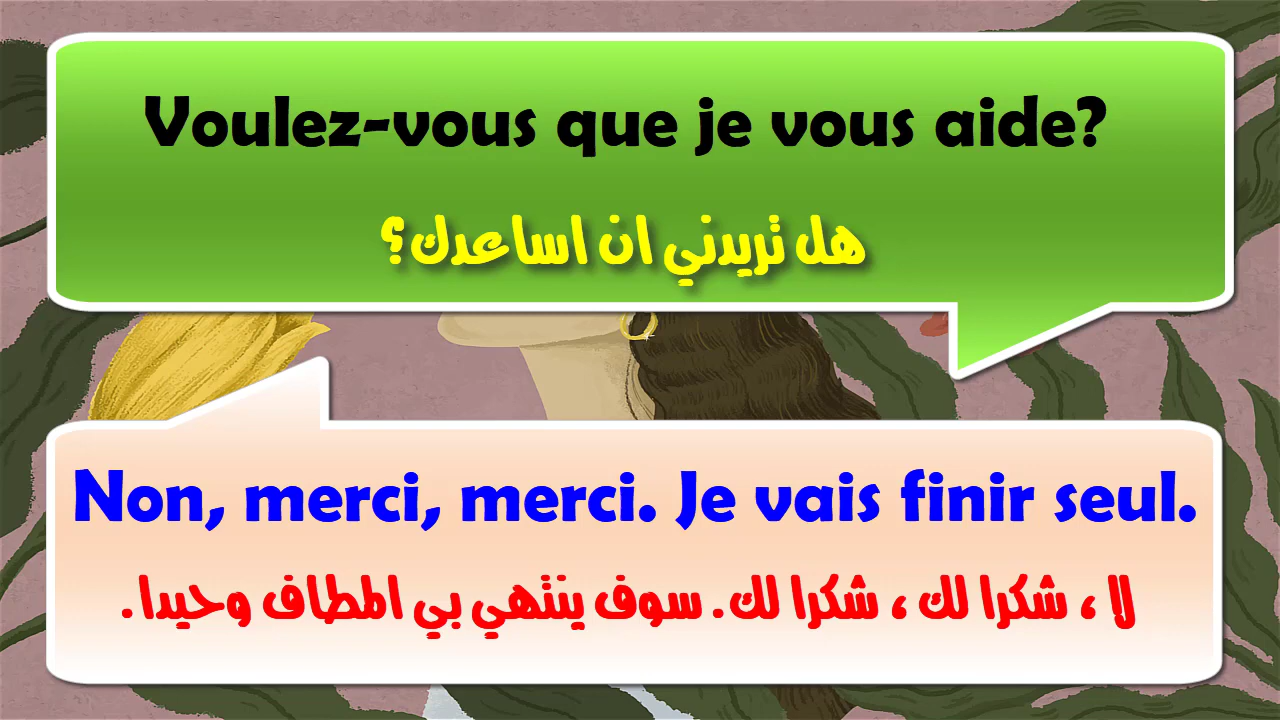 Voulez-vous que je vous aide?
هل تريدني ان اساعدك؟
Non, merci, merci. Je vais finir seul.
لا ، شكرا لك ، شكرا لك. سوف ينتهي بي المطاف وحيدا.